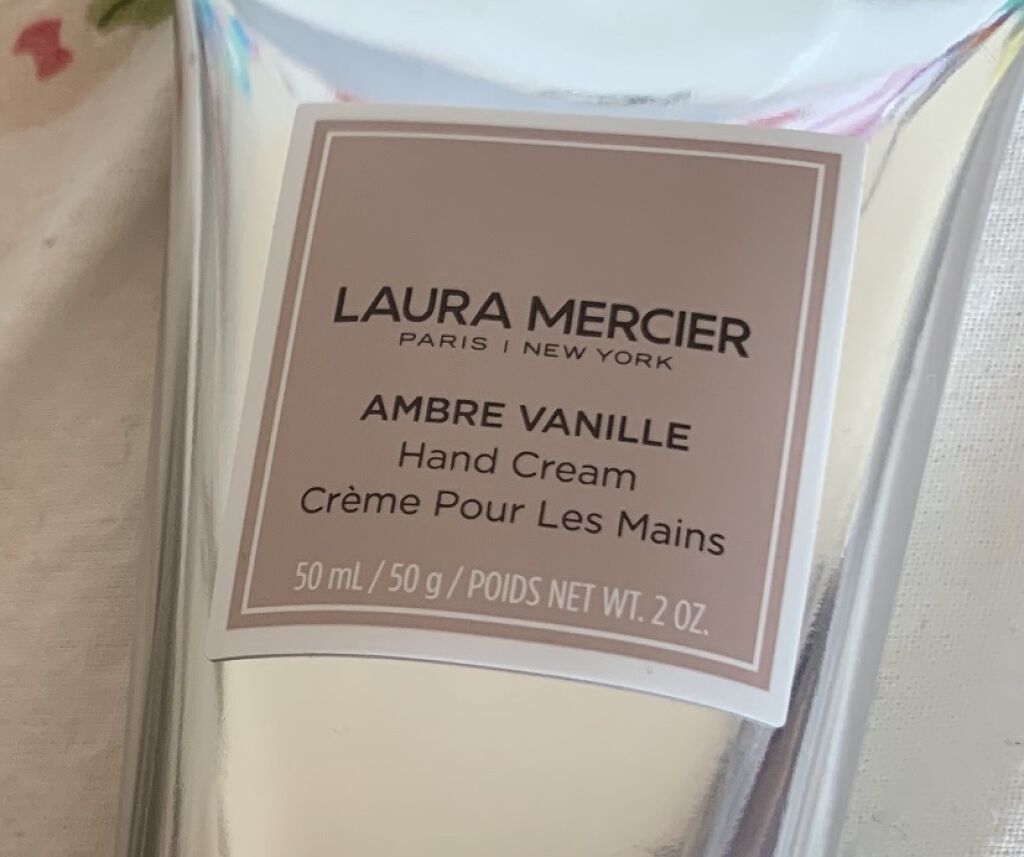 LAURA MERCIER
PARIS | NEW YORK
AMBRE VANILLE
Hand Cream
Crème Pour Les Mains
50 mL / 50 g / POIDS NET WT. 2 OZ.